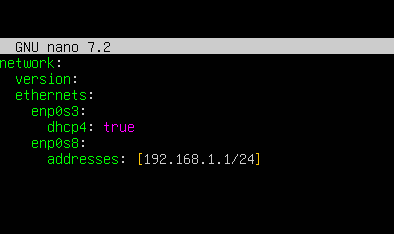 GNU nano 7.2
network:
  version:
  ethernets:
    enp0s3:
      dhcp4: true
    enp0s8:
      addresses: [192.168.1.1/24]